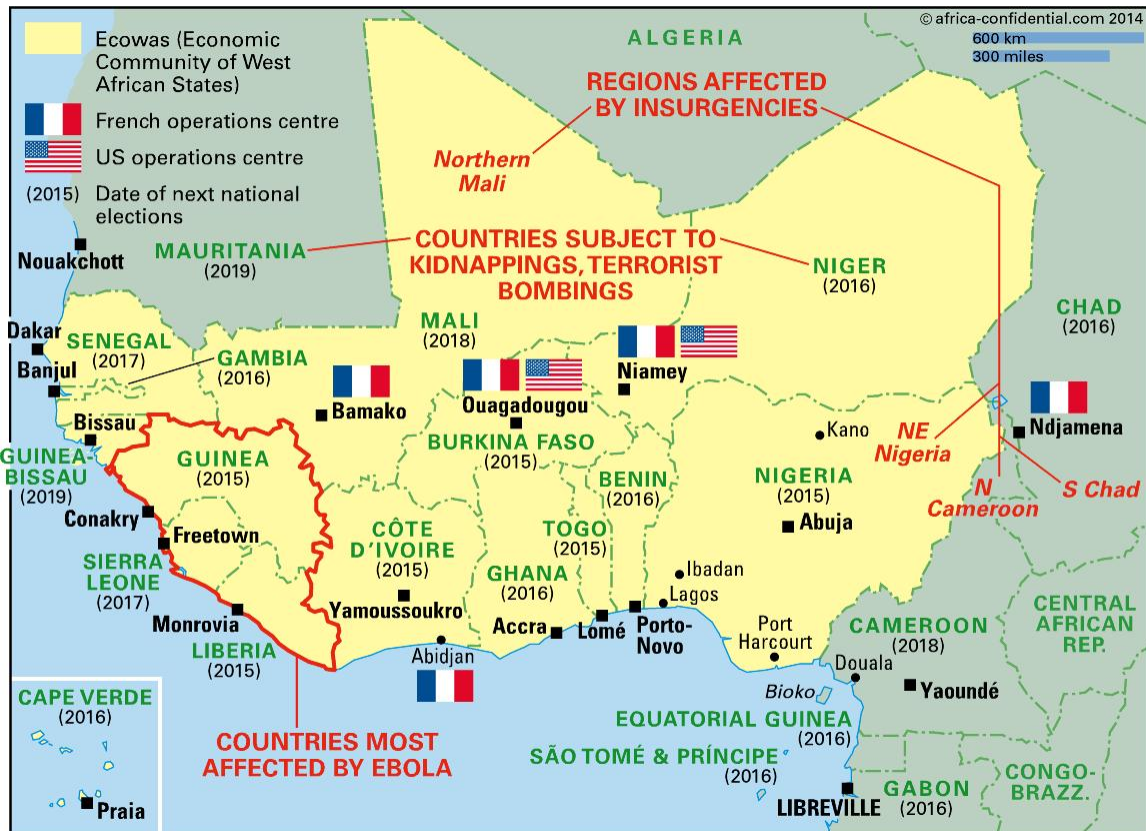 © africa-confidential.com 2014
600 km
300 miles
Ecowas (Economic
Community of West
African States)
French operations centre
US operations centre
(2015) Date of next national
elections
ALGERIA
REGIONS AFFECTED
BY INSURGENCIES
Northern
Mali
Nouakchott
MAURITANIA
(2019)
COUNTRIES SUBJECT TO
KIDNAPPINGS, TERRORIST
BOMBINGS
NIGER
(2016)
CHAD
(2016)
MALI
(2018)
Dakar
SENEGAL
(2017)
Banjul
GAMBIA
(2016)
Bamako
Ouagadougou
Niamey
BURKINA FASO
(2015)
Kano
NE
Nigeria
Ndjamena
N
Cameroon
S Chad
Bissau
GUINEA-
BISSAU
(2019)
GUINEA
(2015)
Conakry
Freetown
SIERRA
LEONE
(2017)
Monrovia
LIBERIA
(2015)
CÔTE
D'IVOIRE
(2015)
Yamoussoukro
Abidjan
GHANA
(2016)
Accra
TOGO
(2015)
Lomé
BENIN
(2016)
Porto-
Novo
NIGERIA
(2015)
Abuja
Ibadan
Lagos
Port
Harcourt
CAMEROON
(2018)
Douala
Yaoundé
CENTRAL
AFRICAN
REP.
Bioko
EQUATORIAL GUINEA
(2016)
SÃO TOMÉ & PRÍNCIPE
(2016)
LIBREVILLE
GABON
(2016)
CONGO-
BRAZZ.
CAPE VERDE
(2016)
Praia
COUNTRIES MOST
AFFECTED BY EBOLA